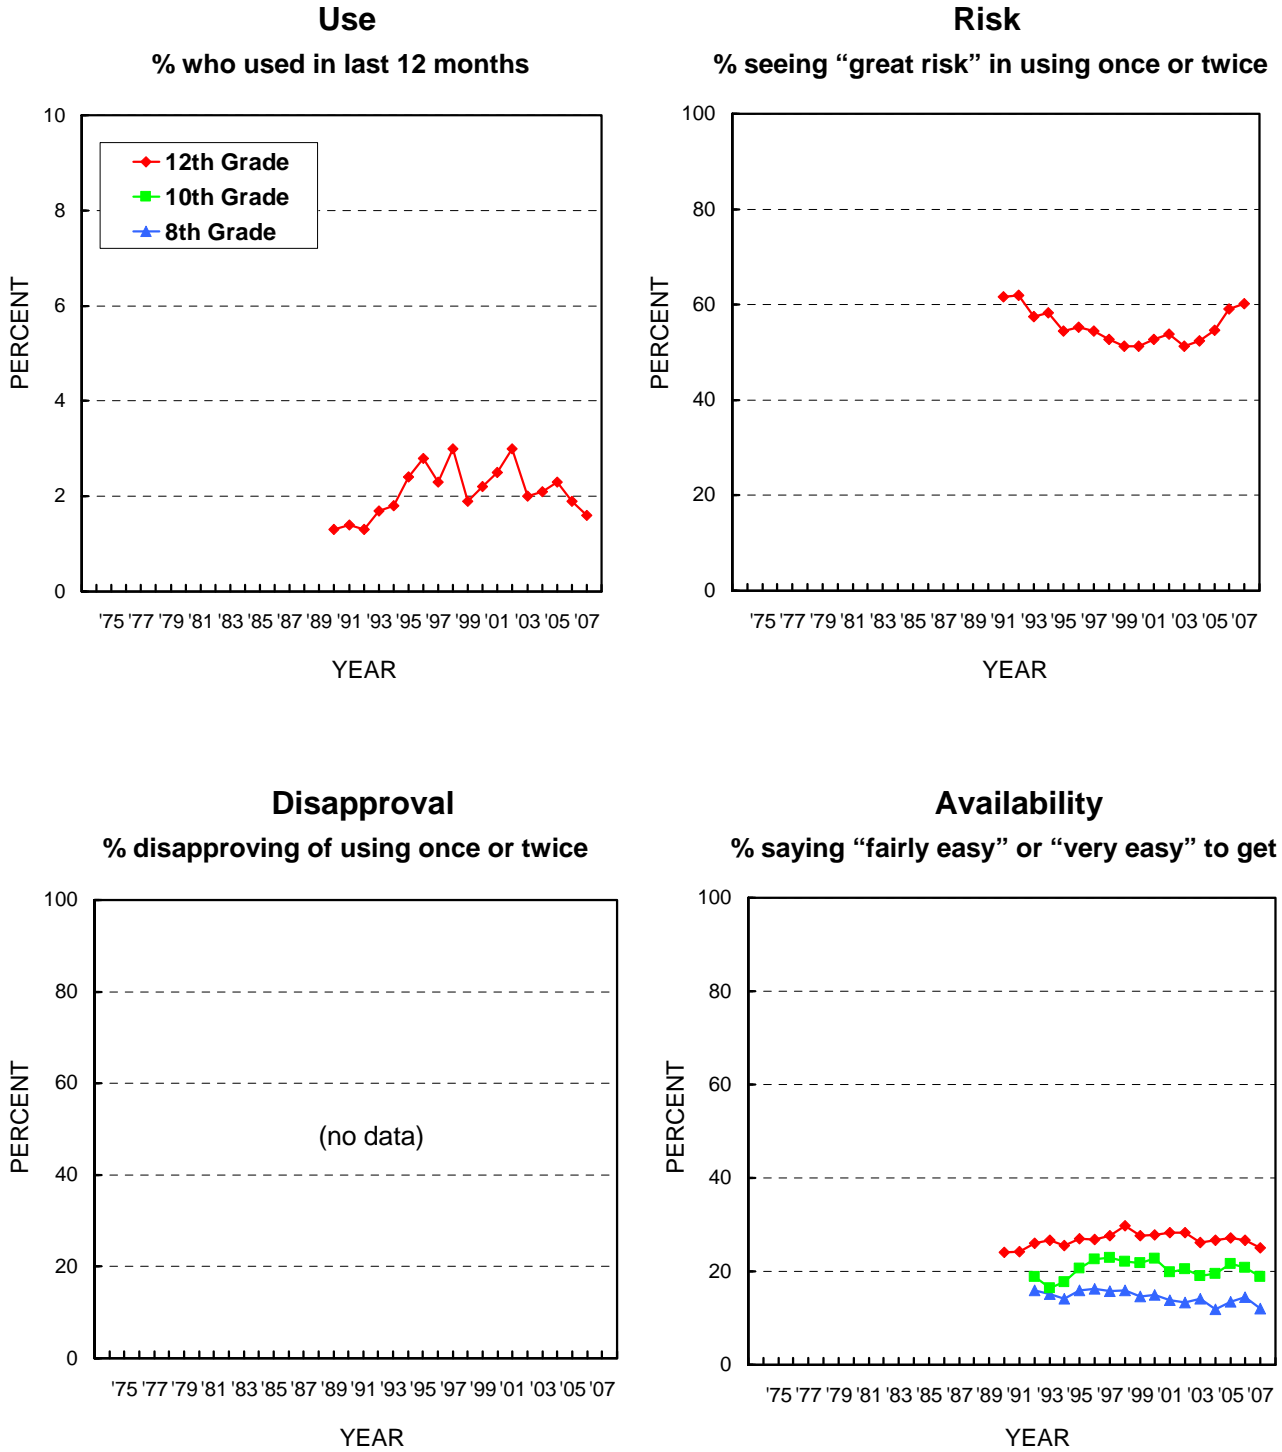 Use
% who used in last 12 months
10
8
6
4
2
0
PERCENT
12th Grade
10th Grade
8th Grade
'75 '77 '79 '81 '83 '85 '87 '89 '91 '93 '95 '97 '99 '01 '03 '05 '07
YEAR
Risk
% seeing “great risk” in using once or twice
100
80
60
40
20
0
PERCENT
'75 '77 '79 '81 '83 '85 '87 '89 '91 '93 '95 '97 '99 '01 '03 '05 '07
YEAR
Disapproval
% disapproving of using once or twice
100
80
60
40
20
0
PERCENT
(no data)
'75 '77 '79 '81 '83 '85 '87 '89 '91 '93 '95 '97 '99 '01 '03 '05 '07
YEAR
Availability
% saying “fairly easy” or “very easy” to get
100
80
60
40
20
0
PERCENT
'75 '77 '79 '81 '83 '85 '87 '89 '91 '93 '95 '97 '99 '01 '03 '05 '07
YEAR